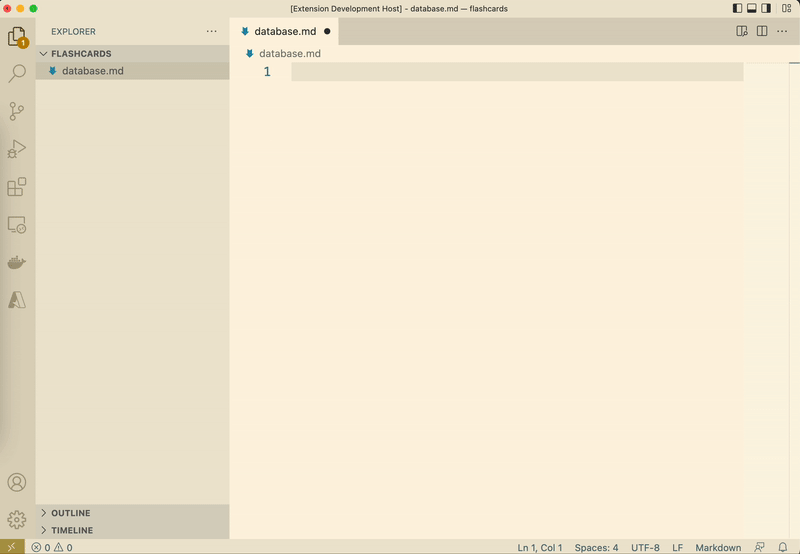 [Extension Development Host] - database.md — flashcards
EXPLORER
database.md
FLASHCARDS
database.md
database.md
1
1
OUTLINE
TIMELINE
0 0
Ln 1, Col 1 Spaces: 4 UTF-8 LF Markdown